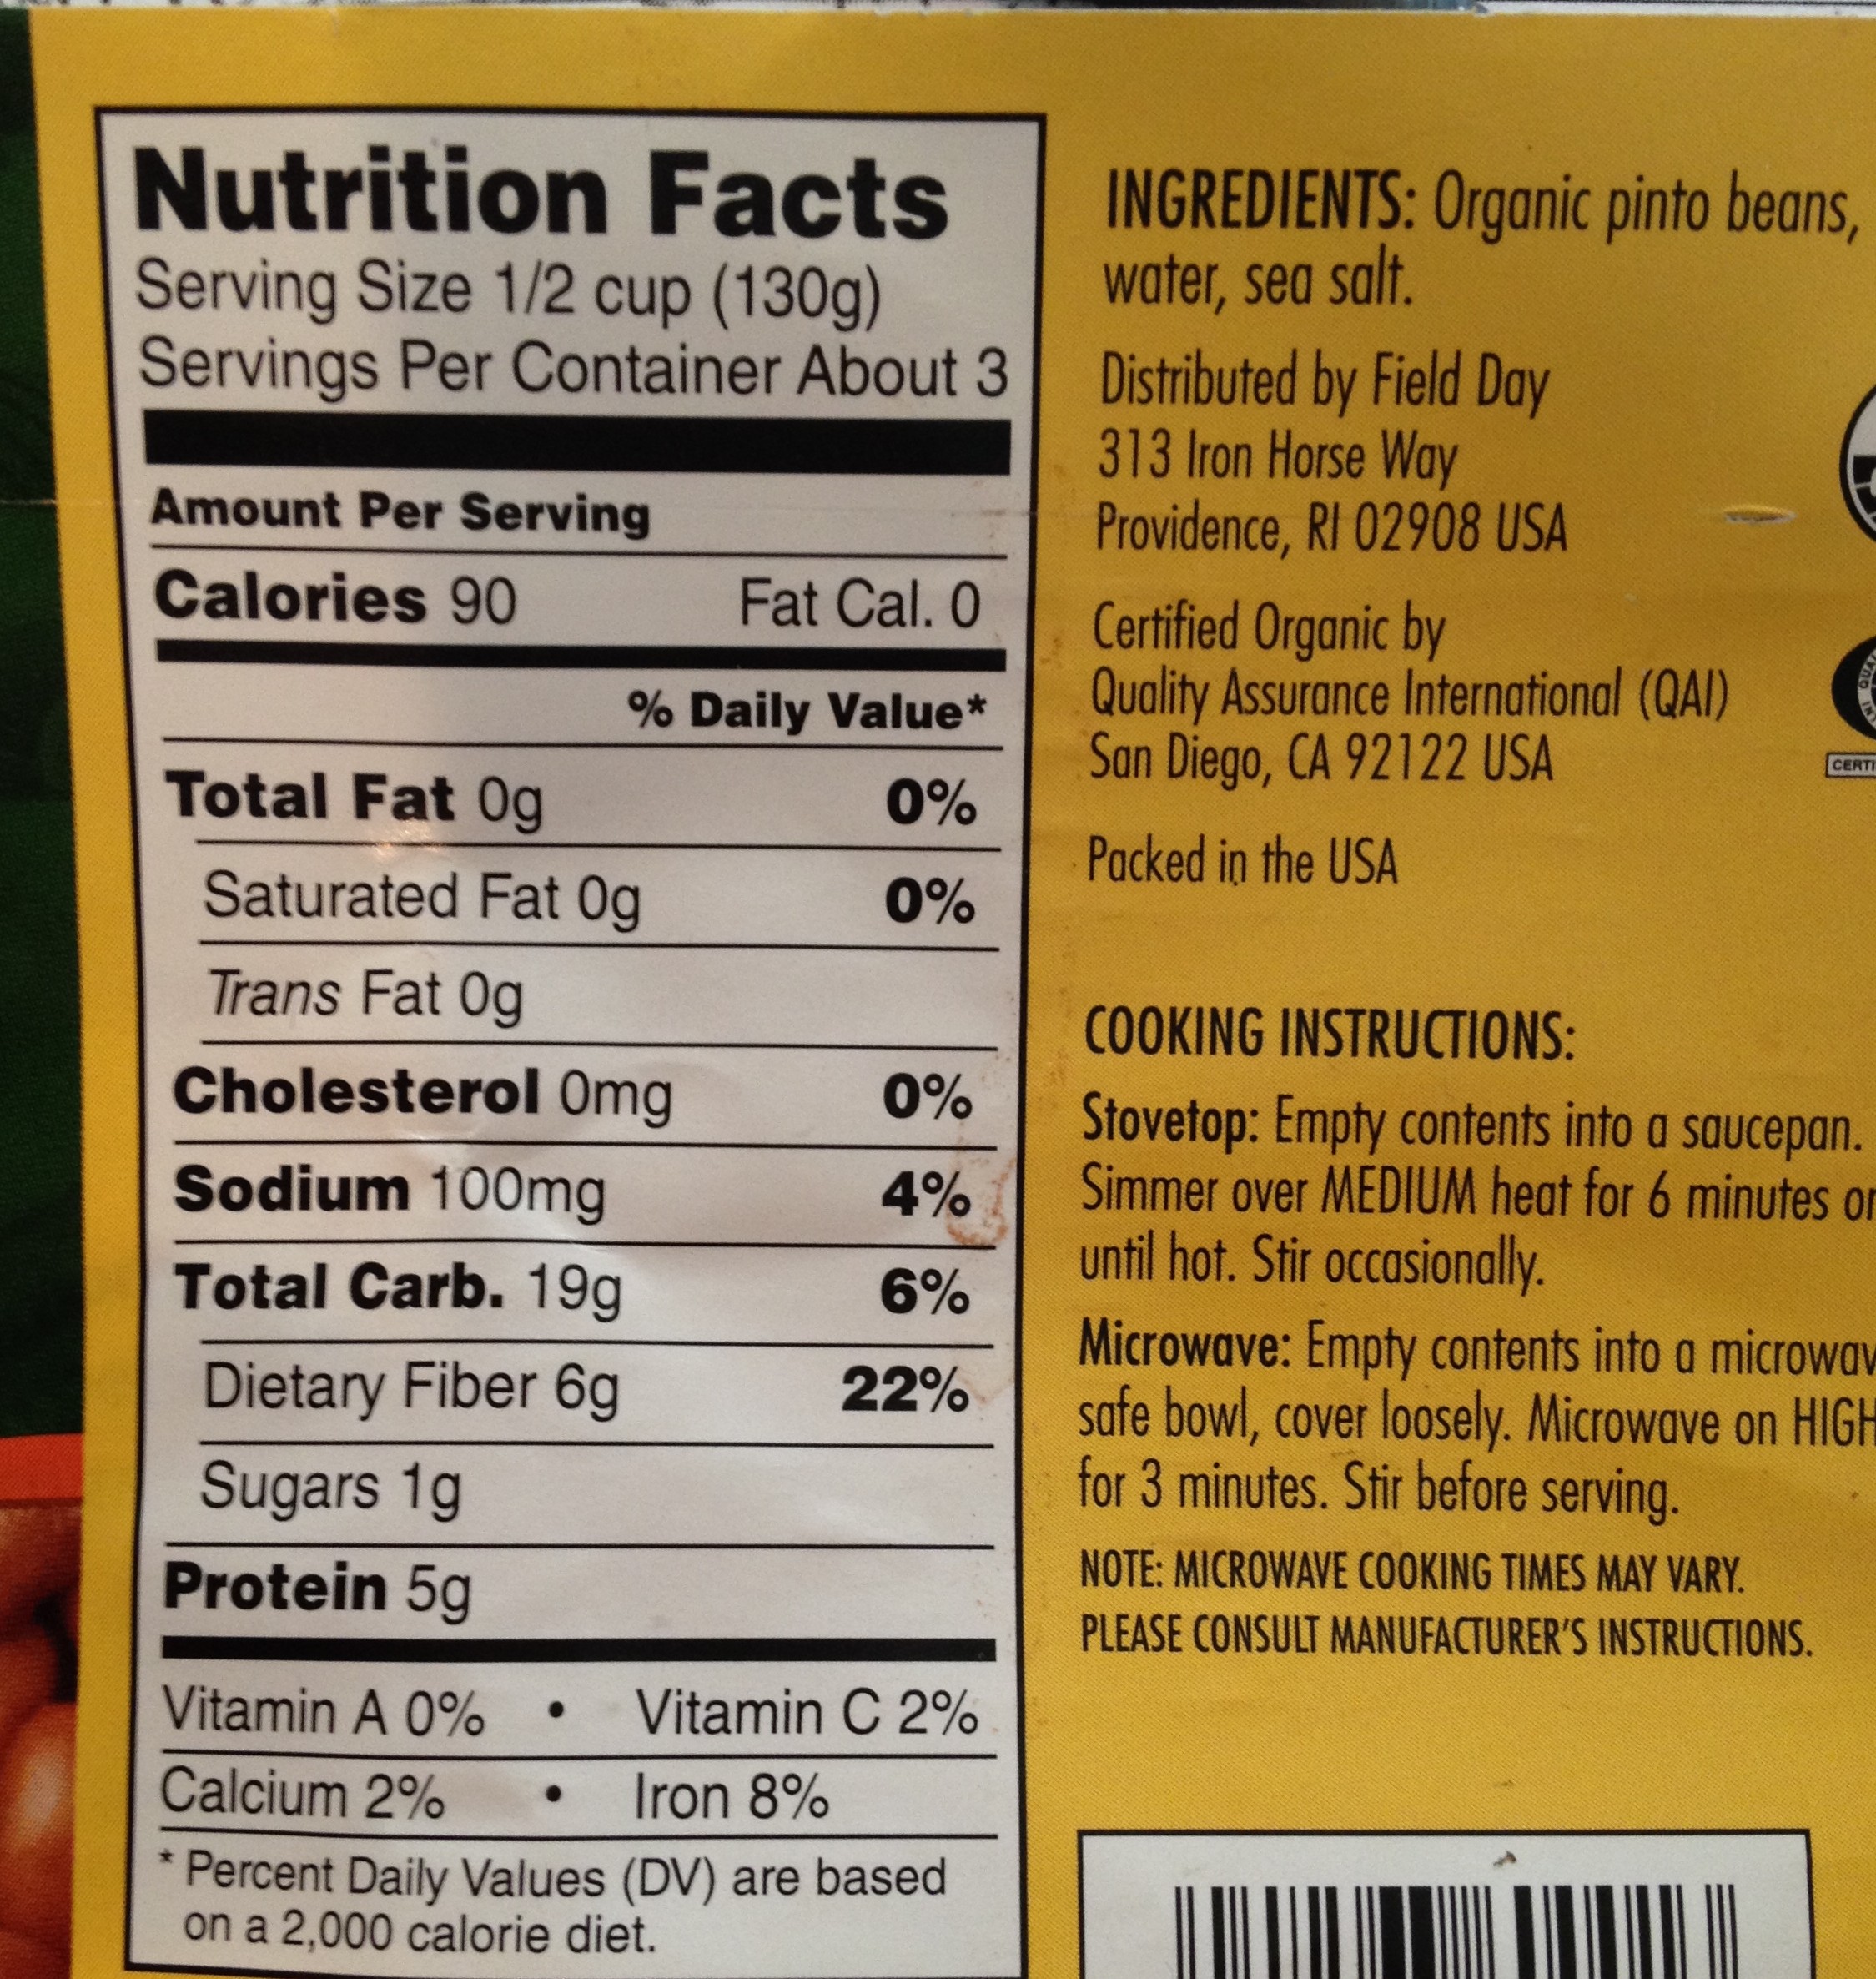 Nutrition Facts
Serving Size 1/2 cup (130g)
Servings Per Container About 3
Amount Per Serving
Calories 90 Fat Cal. 0
% Daily Value*
Total Fat 0g 0%
Saturated Fat 0g 0%
Trans Fat 0g
Cholesterol 0mg 0%
Sodium 100mg 4%
Total Carb. 19g 6%
Dietary Fiber 6g 22%
Sugars 1g
Protein 5g
Vitamin A 0% • Vitamin C 2%
Calcium 2% • Iron 8%
* Percent Daily Values (DV) are based
on a 2,000 calorie diet.
INGREDIENTS: Organic pinto beans,
water, sea salt.
Distributed by Field Day
313 Iron Horse Way
Providence, RI 02908 USA
Certified Organic by
Quality Assurance International (QAI)
San Diego, CA 92122 USA
Packed in the USA
COOKING INSTRUCTIONS:
Stovetop: Empty contents into a saucepan.
Simmer over MEDIUM heat for 6 minutes or
until hot. Stir occasionally.
Microwave: Empty contents into a microwav
safe bowl, cover loosely. Microwave on HIGH
for 3 minutes. Stir before serving.
NOTE: MICROWAVE COOKING TIMES MAY VARY.
PLEASE CONSULT MANUFACTURER'S INSTRUCTIONS.
CERTI